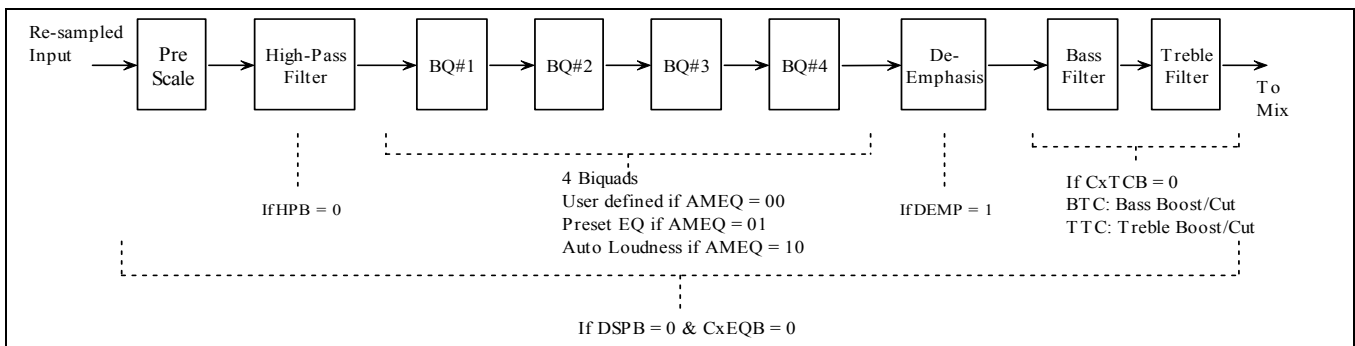 Re-sampled
Input
Pre
Scale
High-Pass
Filter
BQ#1
BQ#2
BQ#3
BQ#4
De-
Emphasis
Bass
Filter
Treble
Filter
To
Mix
If HPB = 0
4 Biquads
User defined if AMEQ = 00
Preset EQ if AMEQ = 01
Auto Loudness if AMEQ = 10
If DEMP = 1
If CxTCB = 0
BTC: Bass Boost/Cut
TTC: Treble Boost/Cut
If DSPB = 0 & CxEQB = 0